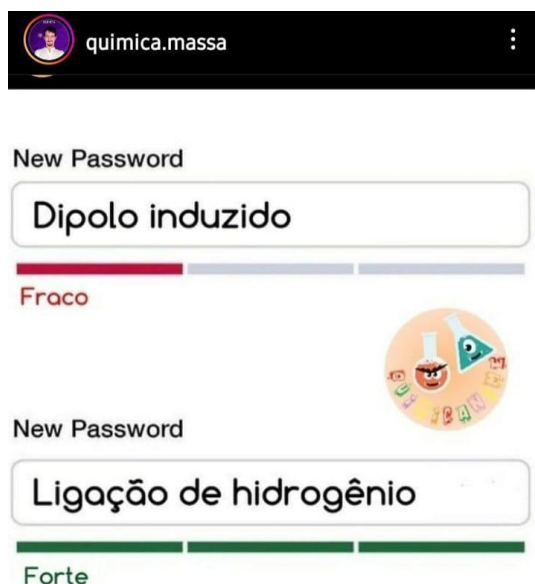 quimica.massa
New Password
Dipolo induzido
Fraco
New Password
Ligação de hidrogênio
Forte